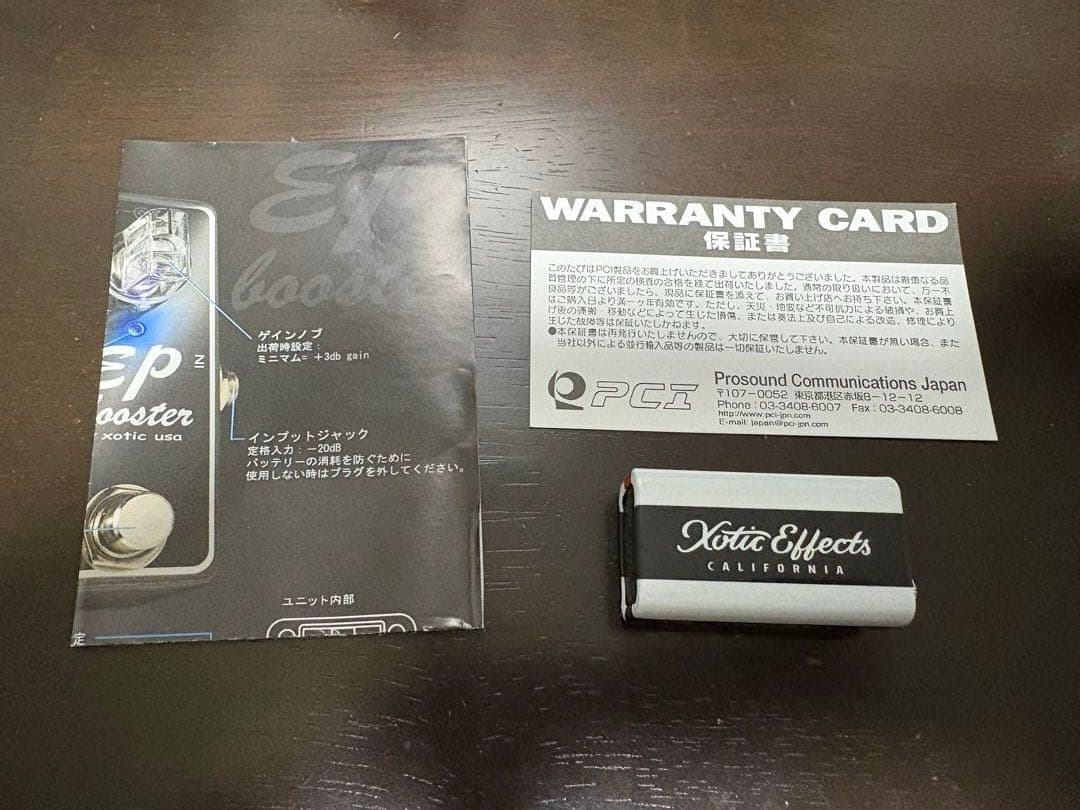 Ep
booster
ゲインノブ
出荷時設定：
ミニマム= +3db gain
IN
Ep
booster
xotic usa
インプットジャック
定格入力：−20dB
バッテリーの消耗を防ぐために
使用しない時はプラグを外してください。
ユニット内部
定
WARRANTY CARD
保証書
このたびはPCI製品をお買上げいただきましてありがとうございました。本製品は厳重なる品
質管理の下に所定の検査の合格を経て出荷いたしました。通常の取り扱いにおいて、万一不
良品等がございましたら、現品に保証書を添えて、お買い上げ店へお持ち下さい。本保証書
はご購入日より満一ヶ年有効です。ただし、天災・地変など不可抗力による破損や、お買上
げ後の運搬・移動などによって生じた損傷、または奏法上及び自己による改造、修理により
生じた故障等は保証いたしかねます。
●本保証書は再発行いたしませんので、大切に保管して下さい。本保証書が無い場合、また
当社以外による並行輸入品等の製品は一切保証いたしません。
PCI
Prosound Communications Japan
〒107-0052 東京都港区赤坂8-12-12
Phone : 03-3408-6007 Fax : 03-3408-6008
http://www.pci-jpn.com
E-mail: japan@pci-jpn.com
Xotic Effects
CALIFORNIA